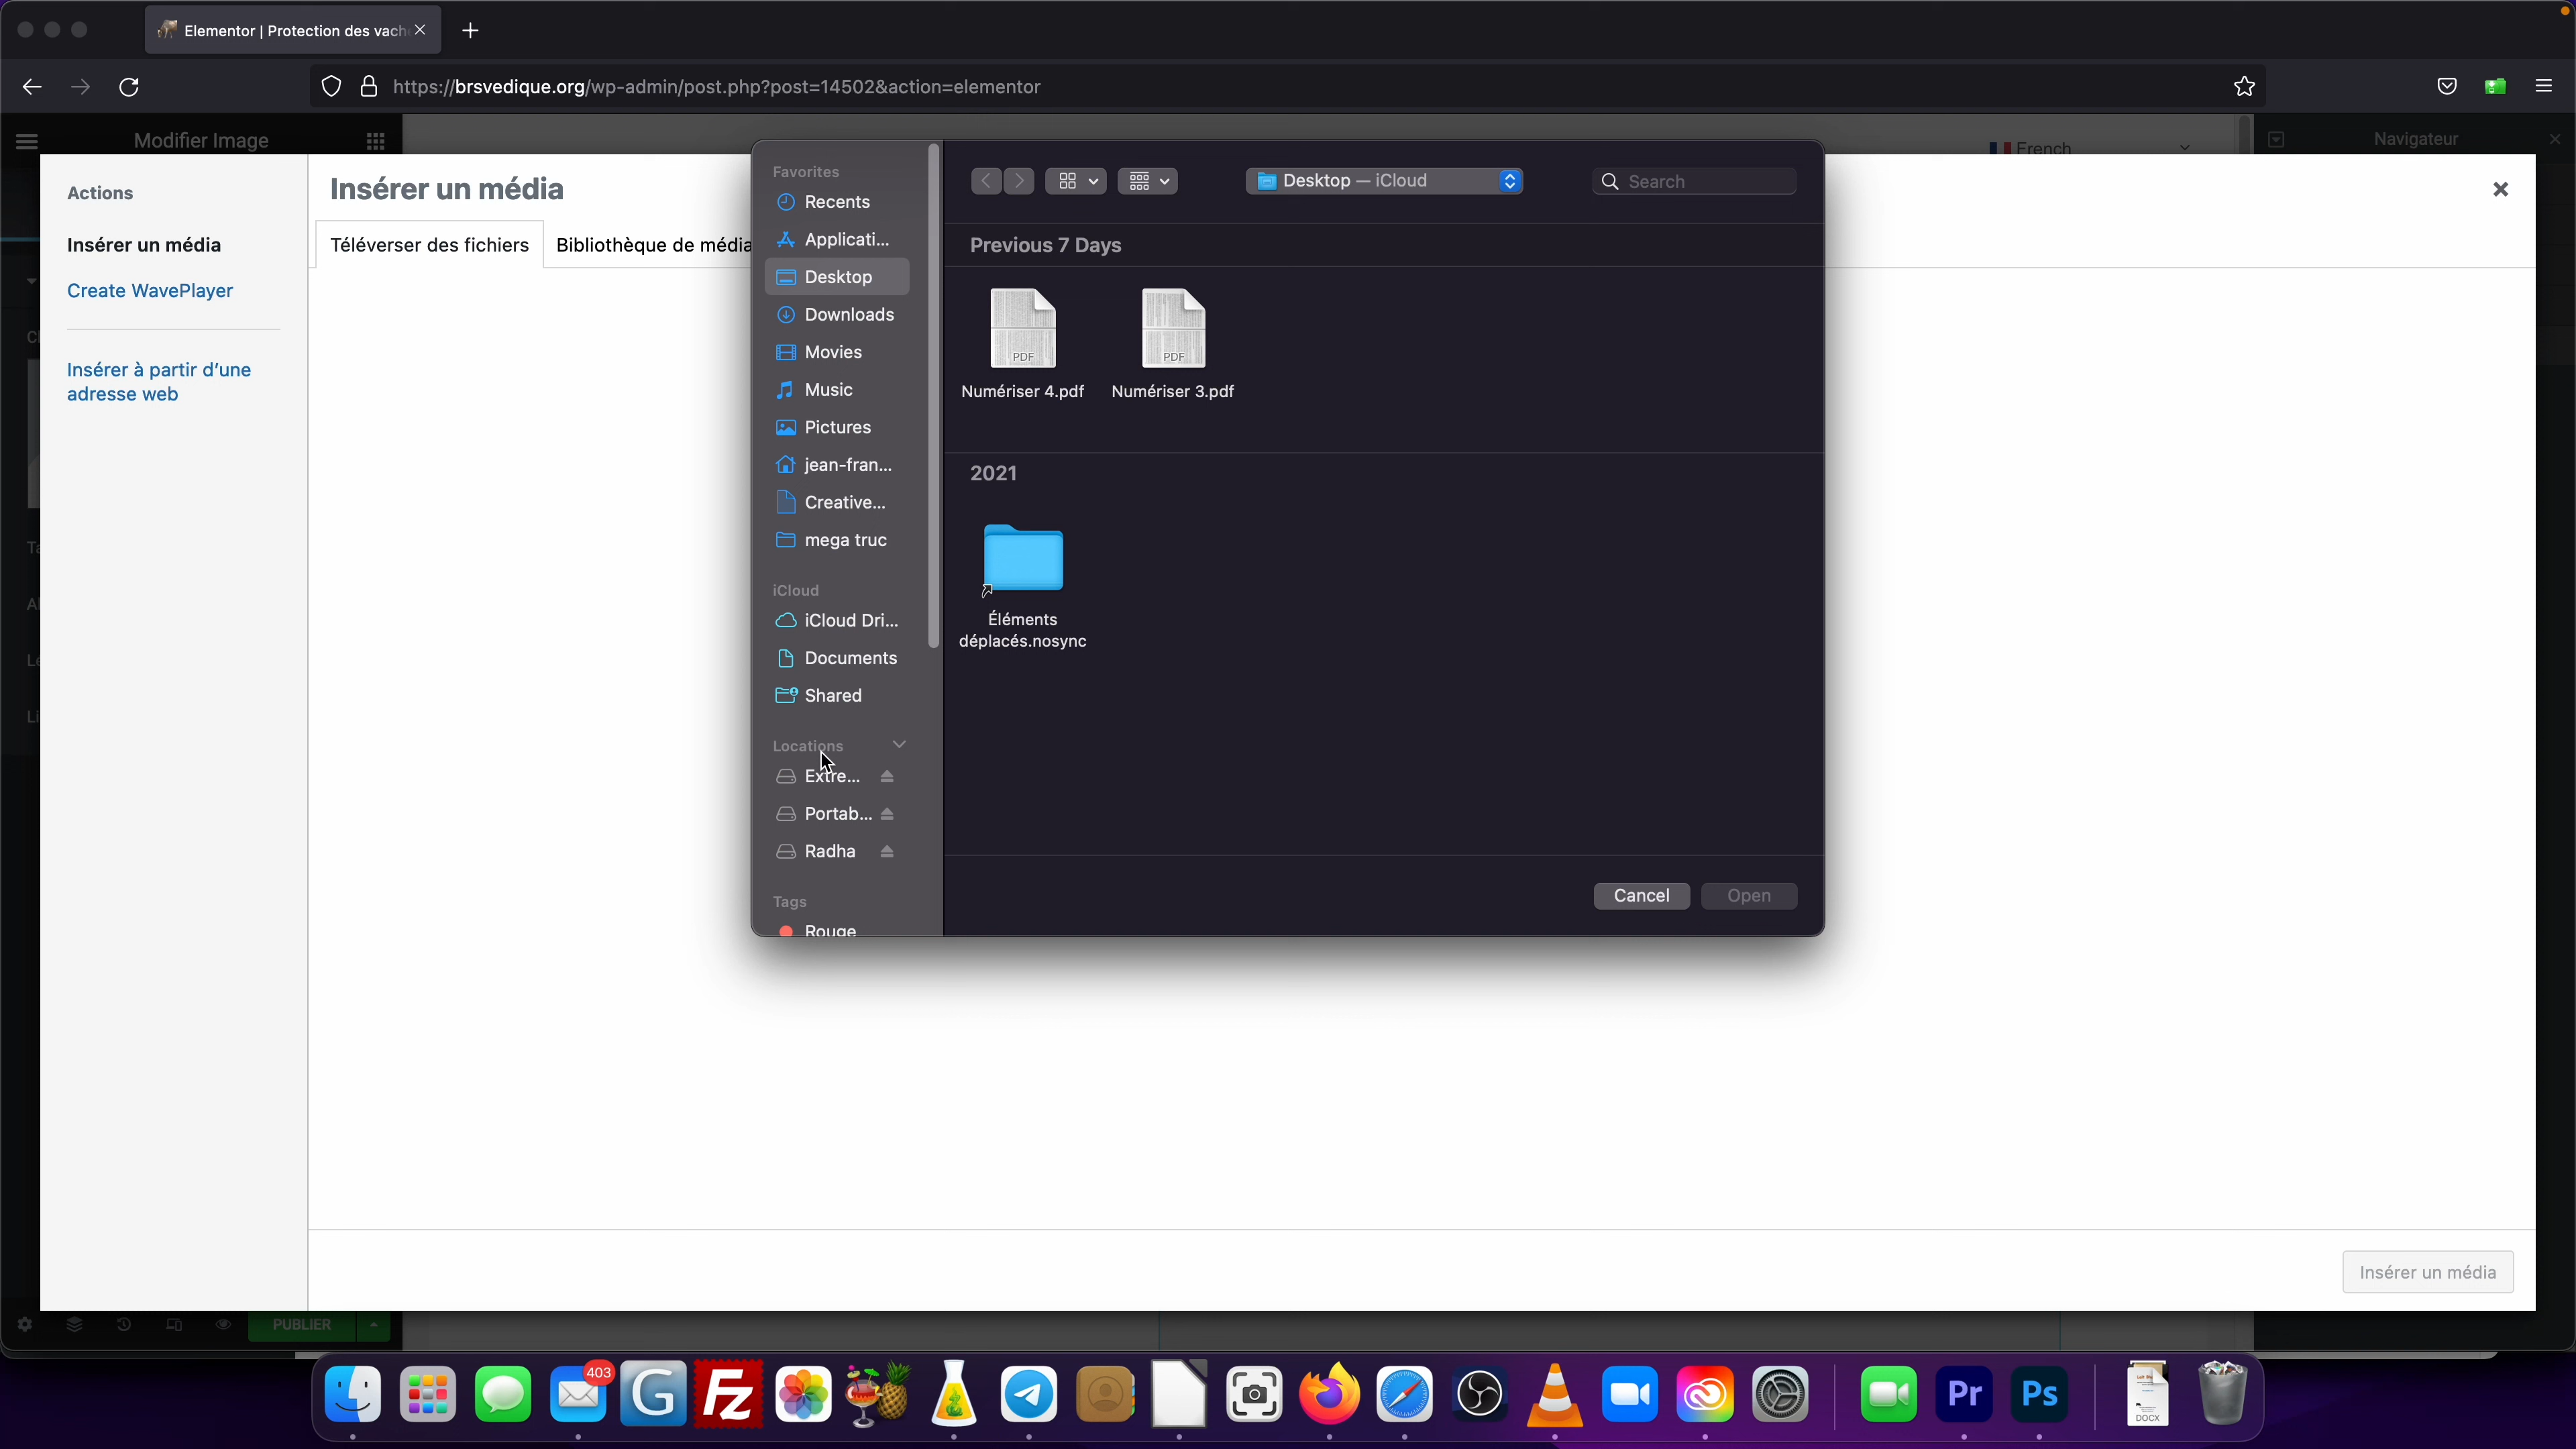 Elementor | Protection des vach
https://brsvedique.org/wp-admin/post.php?post=14502&action=elementor
Modifier Image
French
Navigateur
Actions
Insérer un média
Create WavePlayer
Insérer à partir d'une
adresse web
Insérer un média
Téléverser des fichiers
Bibliothèque de média
Favorites
Recents
Applicati...
Desktop
Downloads
Movies
Music
Pictures
jean-fran...
Creative...
mega truc
iCloud
iCloud Dri...
Documents
Shared
Locations
Extre...
Portab...
Radha
Tags
Rouge
Desktop — iCloud
Search
Previous 7 Days
PDF
Numériser 4.pdf
PDF
Numériser 3.pdf
2021
Éléments
déplacés.nosync
Cancel
Open
Insérer un média
PUBLIER
403
G
Fz
Pr
Ps
DOCX